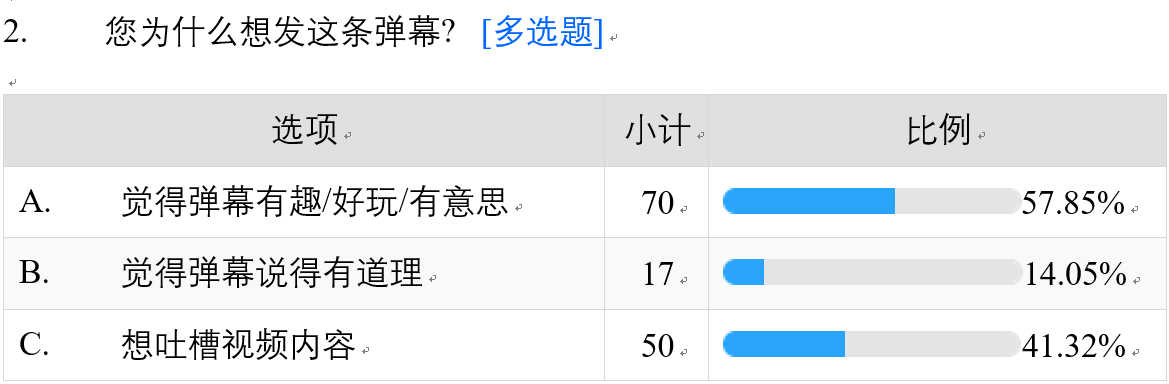 2. 您为什么想发这条弹幕？ [多选题]
选项 小计 比例
A. 觉得弹幕有趣/好玩/有意思 70 57.85%
B. 觉得弹幕说得有道理 17 14.05%
C. 想吐槽视频内容 50 41.32%